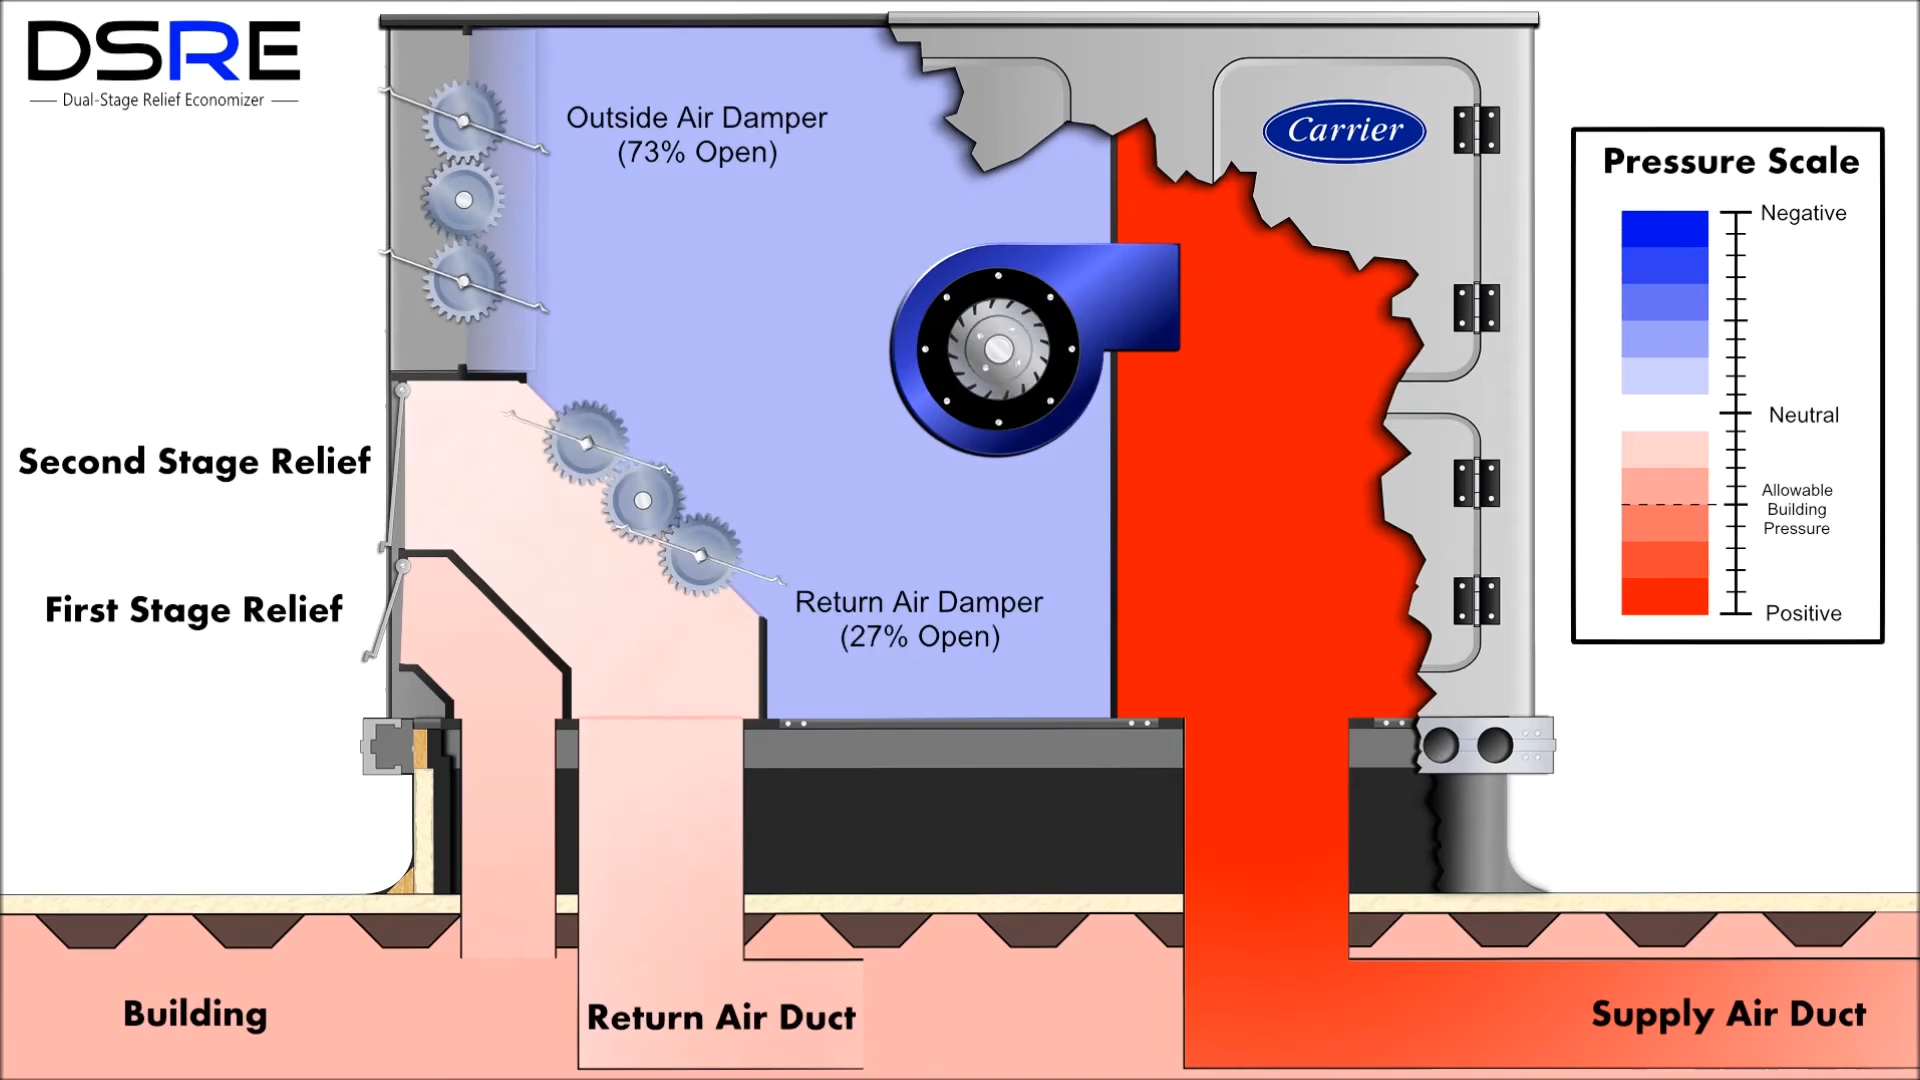 DSRE
Dual-Stage Relief Economizer
Outside Air Damper
(73% Open)
Carrier
Pressure Scale
Negative
Neutral
Allowable
Building
Pressure
Positive
Second Stage Relief
First Stage Relief
Return Air Damper
(27% Open)
Building
Return Air Duct
Supply Air Duct